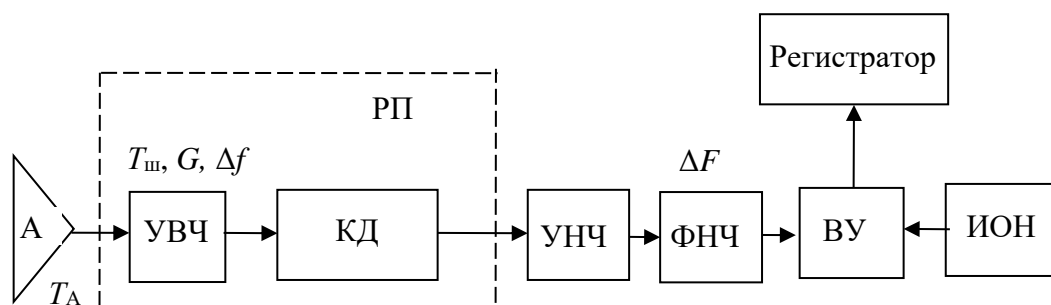 Регистратор
РП
Tш, G, Δf
ΔF
А
УВЧ
КД
УНЧ
ФНЧ
ВУ
ИОН
TА